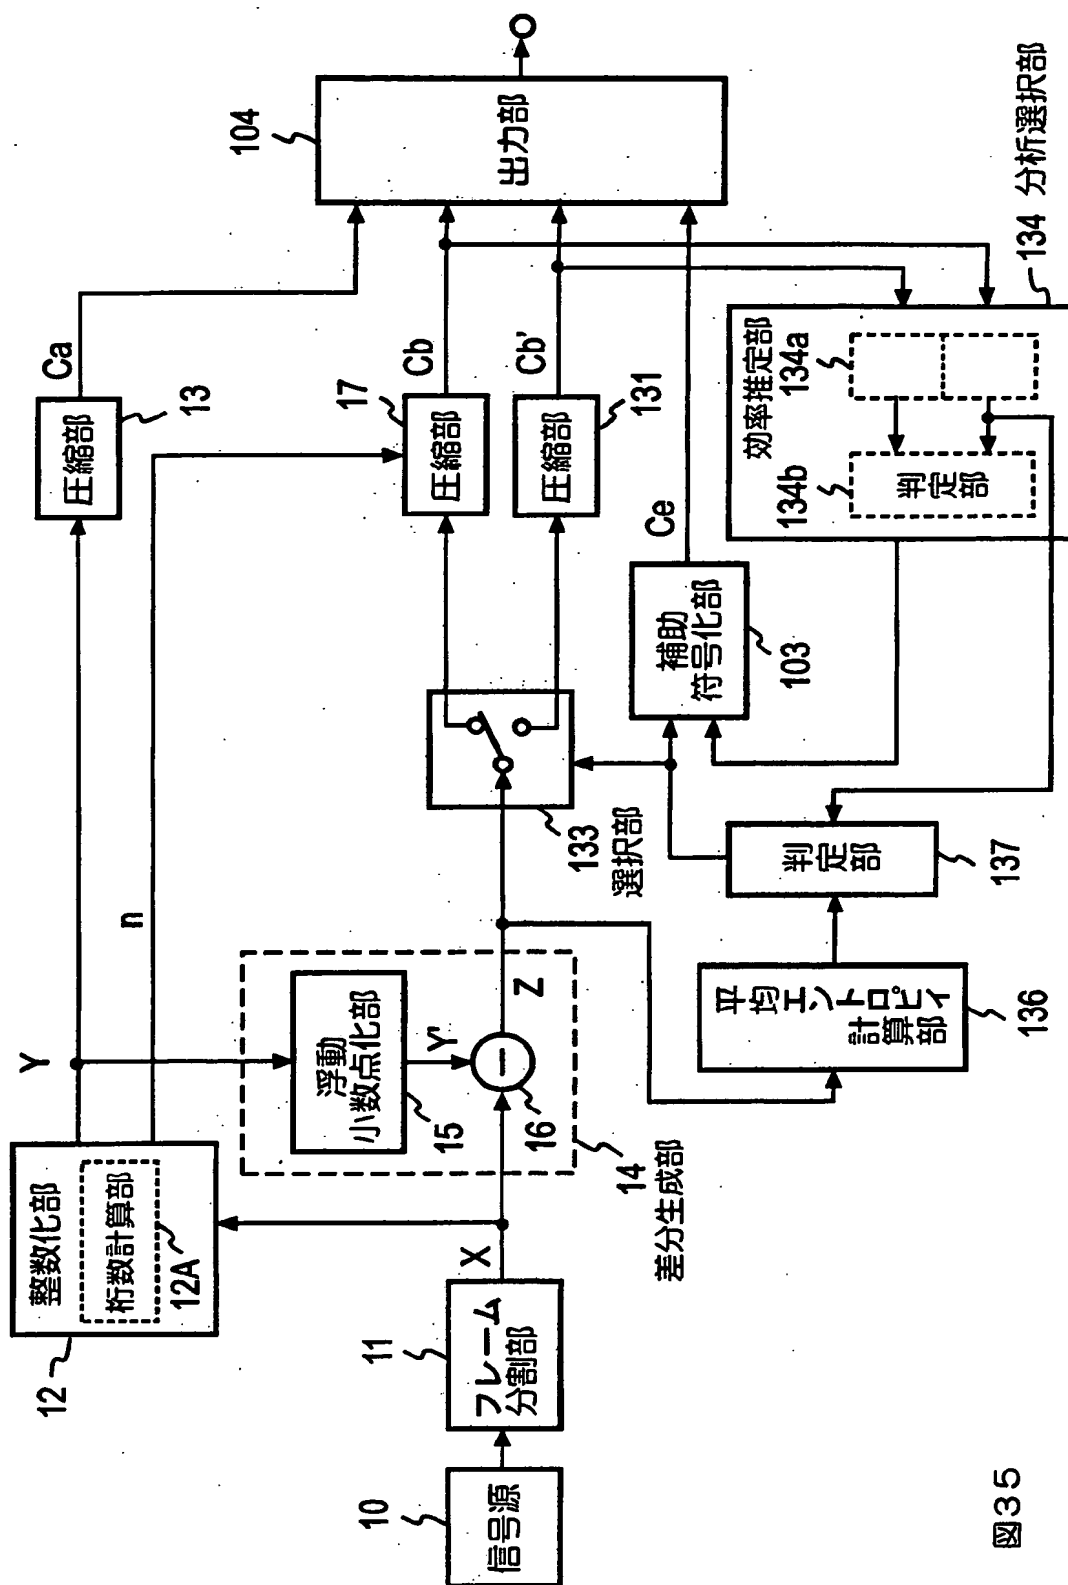 10
信号源
11
フレーム
分割部
X
12
整数化部
桁数計算部
12A
Y
n
浮動
小数点化部
15
Y'
16
Z
14
差分生成部
圧縮部
13
Ca
133
選択部
17
圧縮部
Cb
圧縮部
131
Cb'
平均エントロピィ
計算部
136
判定部
137
補助
符号化部
103
Ce
効率推定部
134a
134b
判定部
134 分析選択部
104
出力部
図35